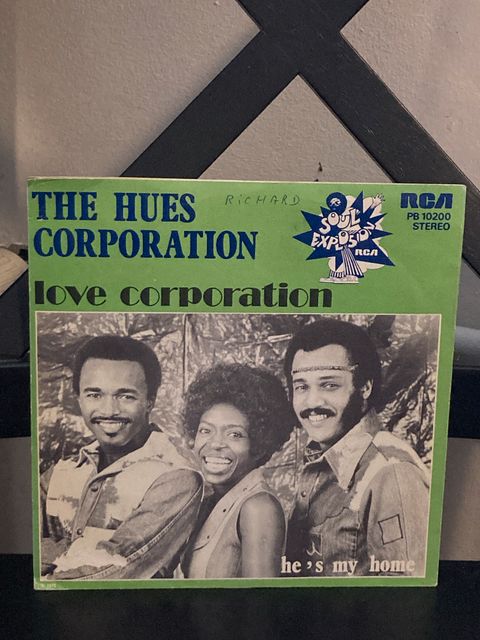 THE HUES
CORPORATION
RICHARD
SOUL
EXPLOSION
RCA
RCA
PB 10200
STEREO
love corporation
he's my home